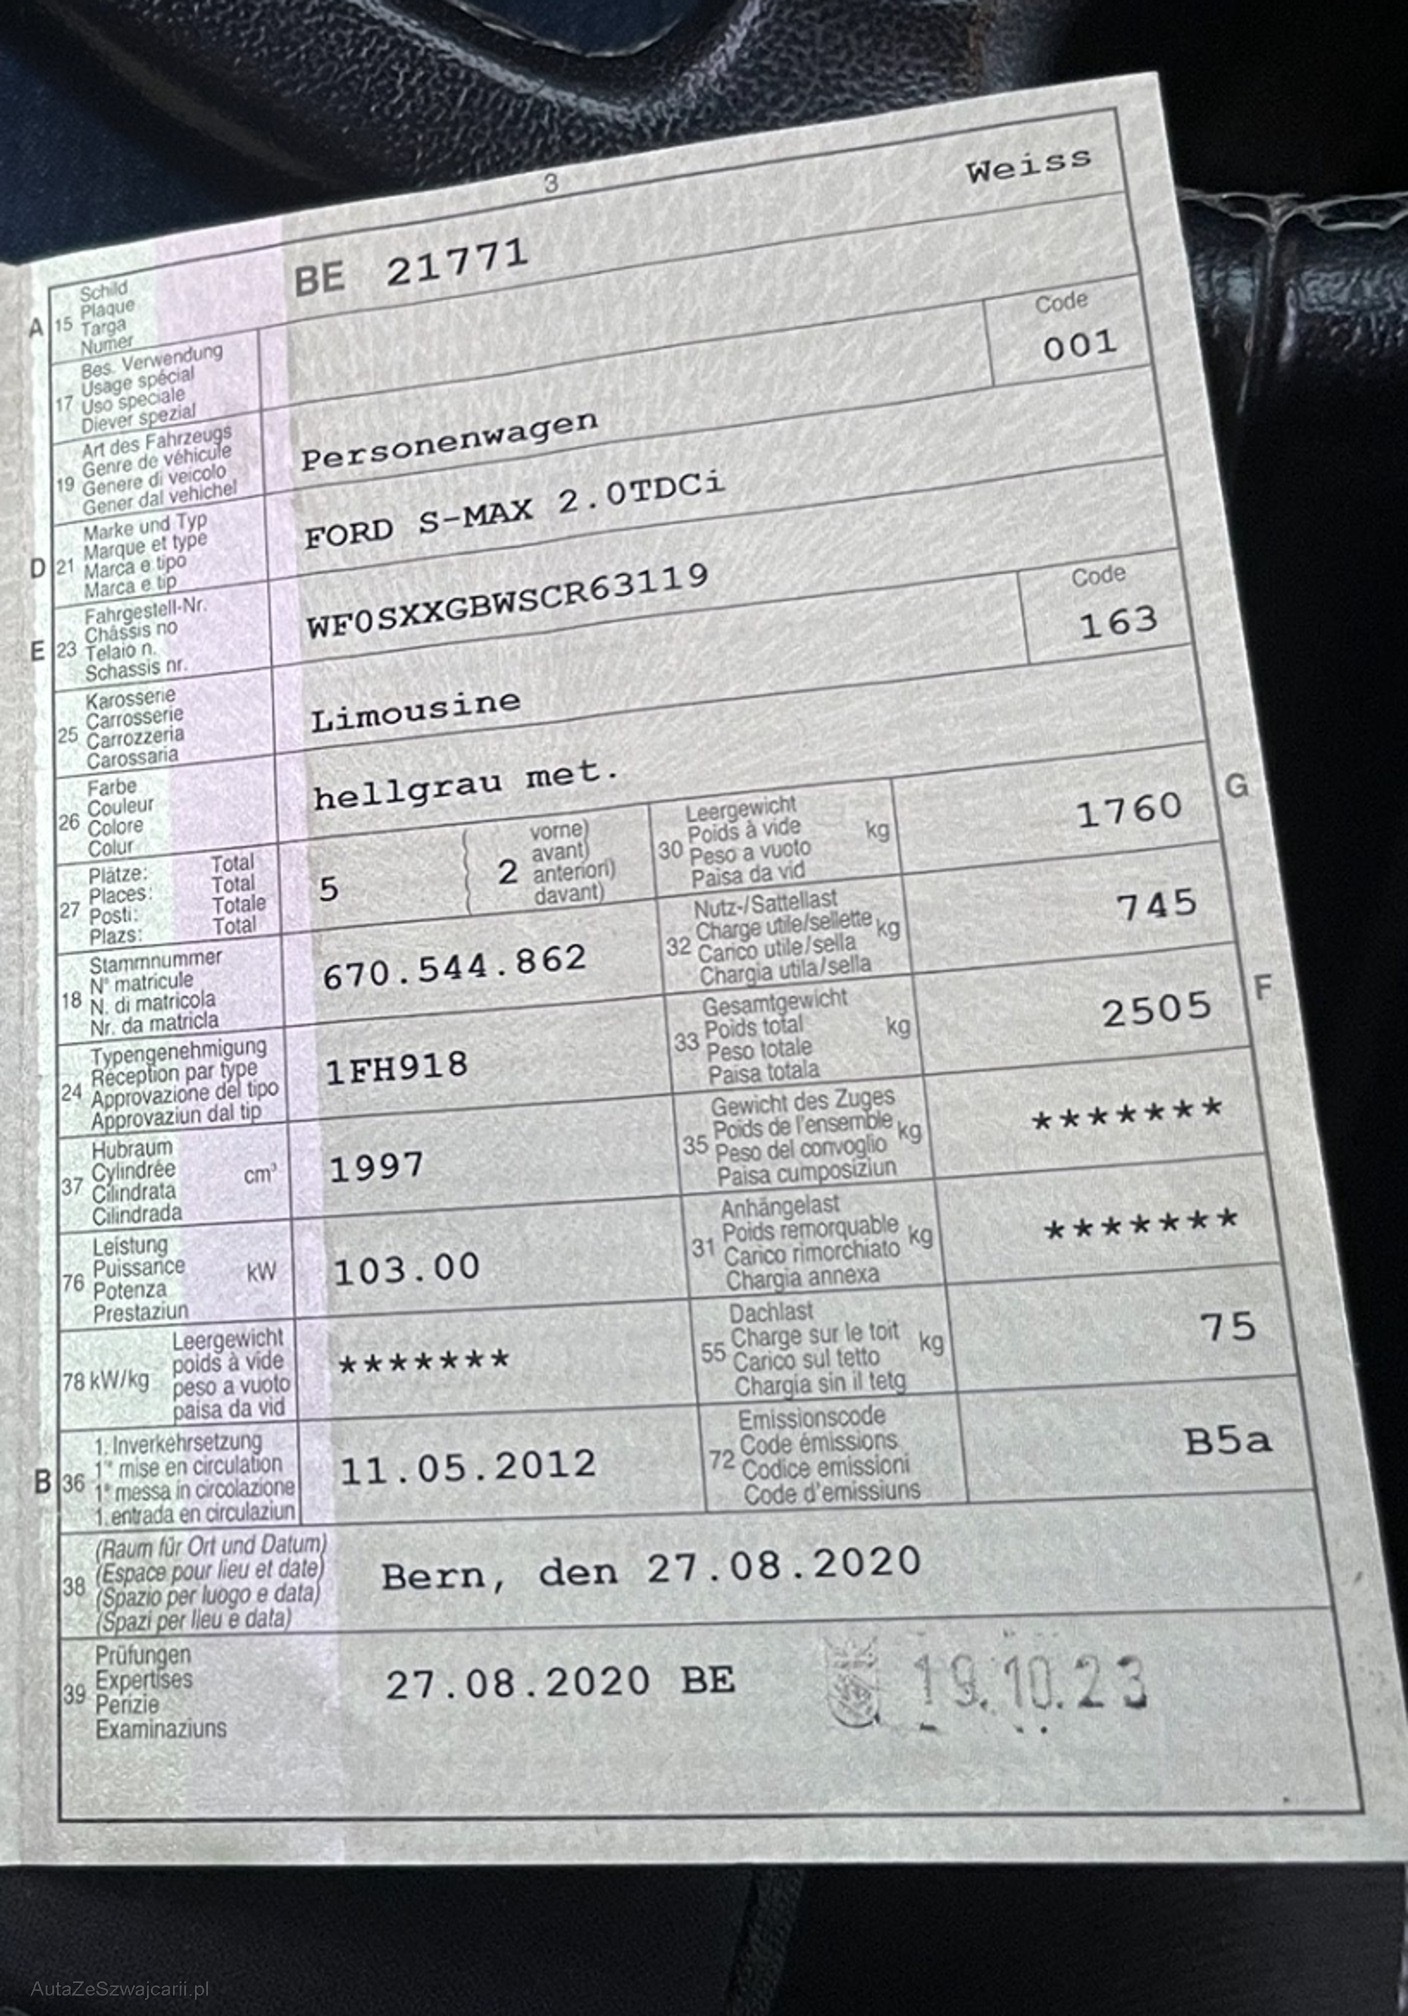 3
Weiss
A 15 Schild
Plaque
Targa
Numer
BE 21771
17 Bes. Verwendung
Usage spécial
Uso speciale
Diever spezial
19 Art des Fahrzeugs
Genre de véhicule
Genere di veicolo
Gener dal vehichel
Personenwagen
Code
001
D 21 Marke und Typ
Marque et type
Marca e tipo
Marca e tip
FORD S-MAX 2.0TDCi
E 23 Fahrgestell-Nr.
Châssis no
Telaio n.
Schassis nr.
WF0SXXGBWSCR63119
25 Karosserie
Carrosserie
Carrozzeria
Carossaria
Limousine
Code
163
26 Farbe
Couleur
Colore
Colur
hellgrau met.
27 Plätze: Total
Places: Total
Posti: Totale
Plazs: Total
5
2
vorne)
avant)
anteriori)
davant)
30 Leergewicht
Poids à vide
Peso a vuoto
Paisa da vid
kg
1760
G
18 Stammnummer
N° matricule
N. di matricola
Nr. da matricla
670.544.862
32 Nutz-/Sattellast
Charge utile/sellette
Carico utile/sella
Chargia utila/sella
kg
745
24 Typengenehmigung
Réception par type
Approvazione del tipo
Approvaziun dal tip
1FH918
33 Gesamtgewicht
Poids total
Peso totale
Paisa totala
kg
2505
F
37 Hubraum
Cylindrée
Cilindrata
Cilindrada
cm³
1997
35 Gewicht des Zuges
Poids de l'ensemble
Peso del convoglio
Paisa cumposiziun
kg
*******
76 Leistung
Puissance
Potenza
Prestaziun
kW
103.00
31 Anhängelast
Poids remorquable
Carico rimorchiato
Chargia annexa
kg
*******
78 kW/kg Leergewicht
poids à vide
peso a vuoto
paisa da vid
*******
55 Dachlast
Charge sur le toit
Carico sul tetto
Chargia sin il tetg
kg
75
B 36 1. Inverkehrsetzung
1re mise en circulation
1a messa in circolazione
1. entrada en circulaziun
11.05.2012
72 Emissionscode
Code émissions
Codice emissioni
Code d'emissiuns
B5a
38 (Raum für Ort und Datum)
(Espace pour lieu et date)
(Spazio per luogo e data)
(Spazi per lieu e data)
Bern, den 27.08.2020
39 Prüfungen
Expertises
Perizie
Examinaziuns
27.08.2020 BE
19.10.23
AutaZeSzwajcarii.pl